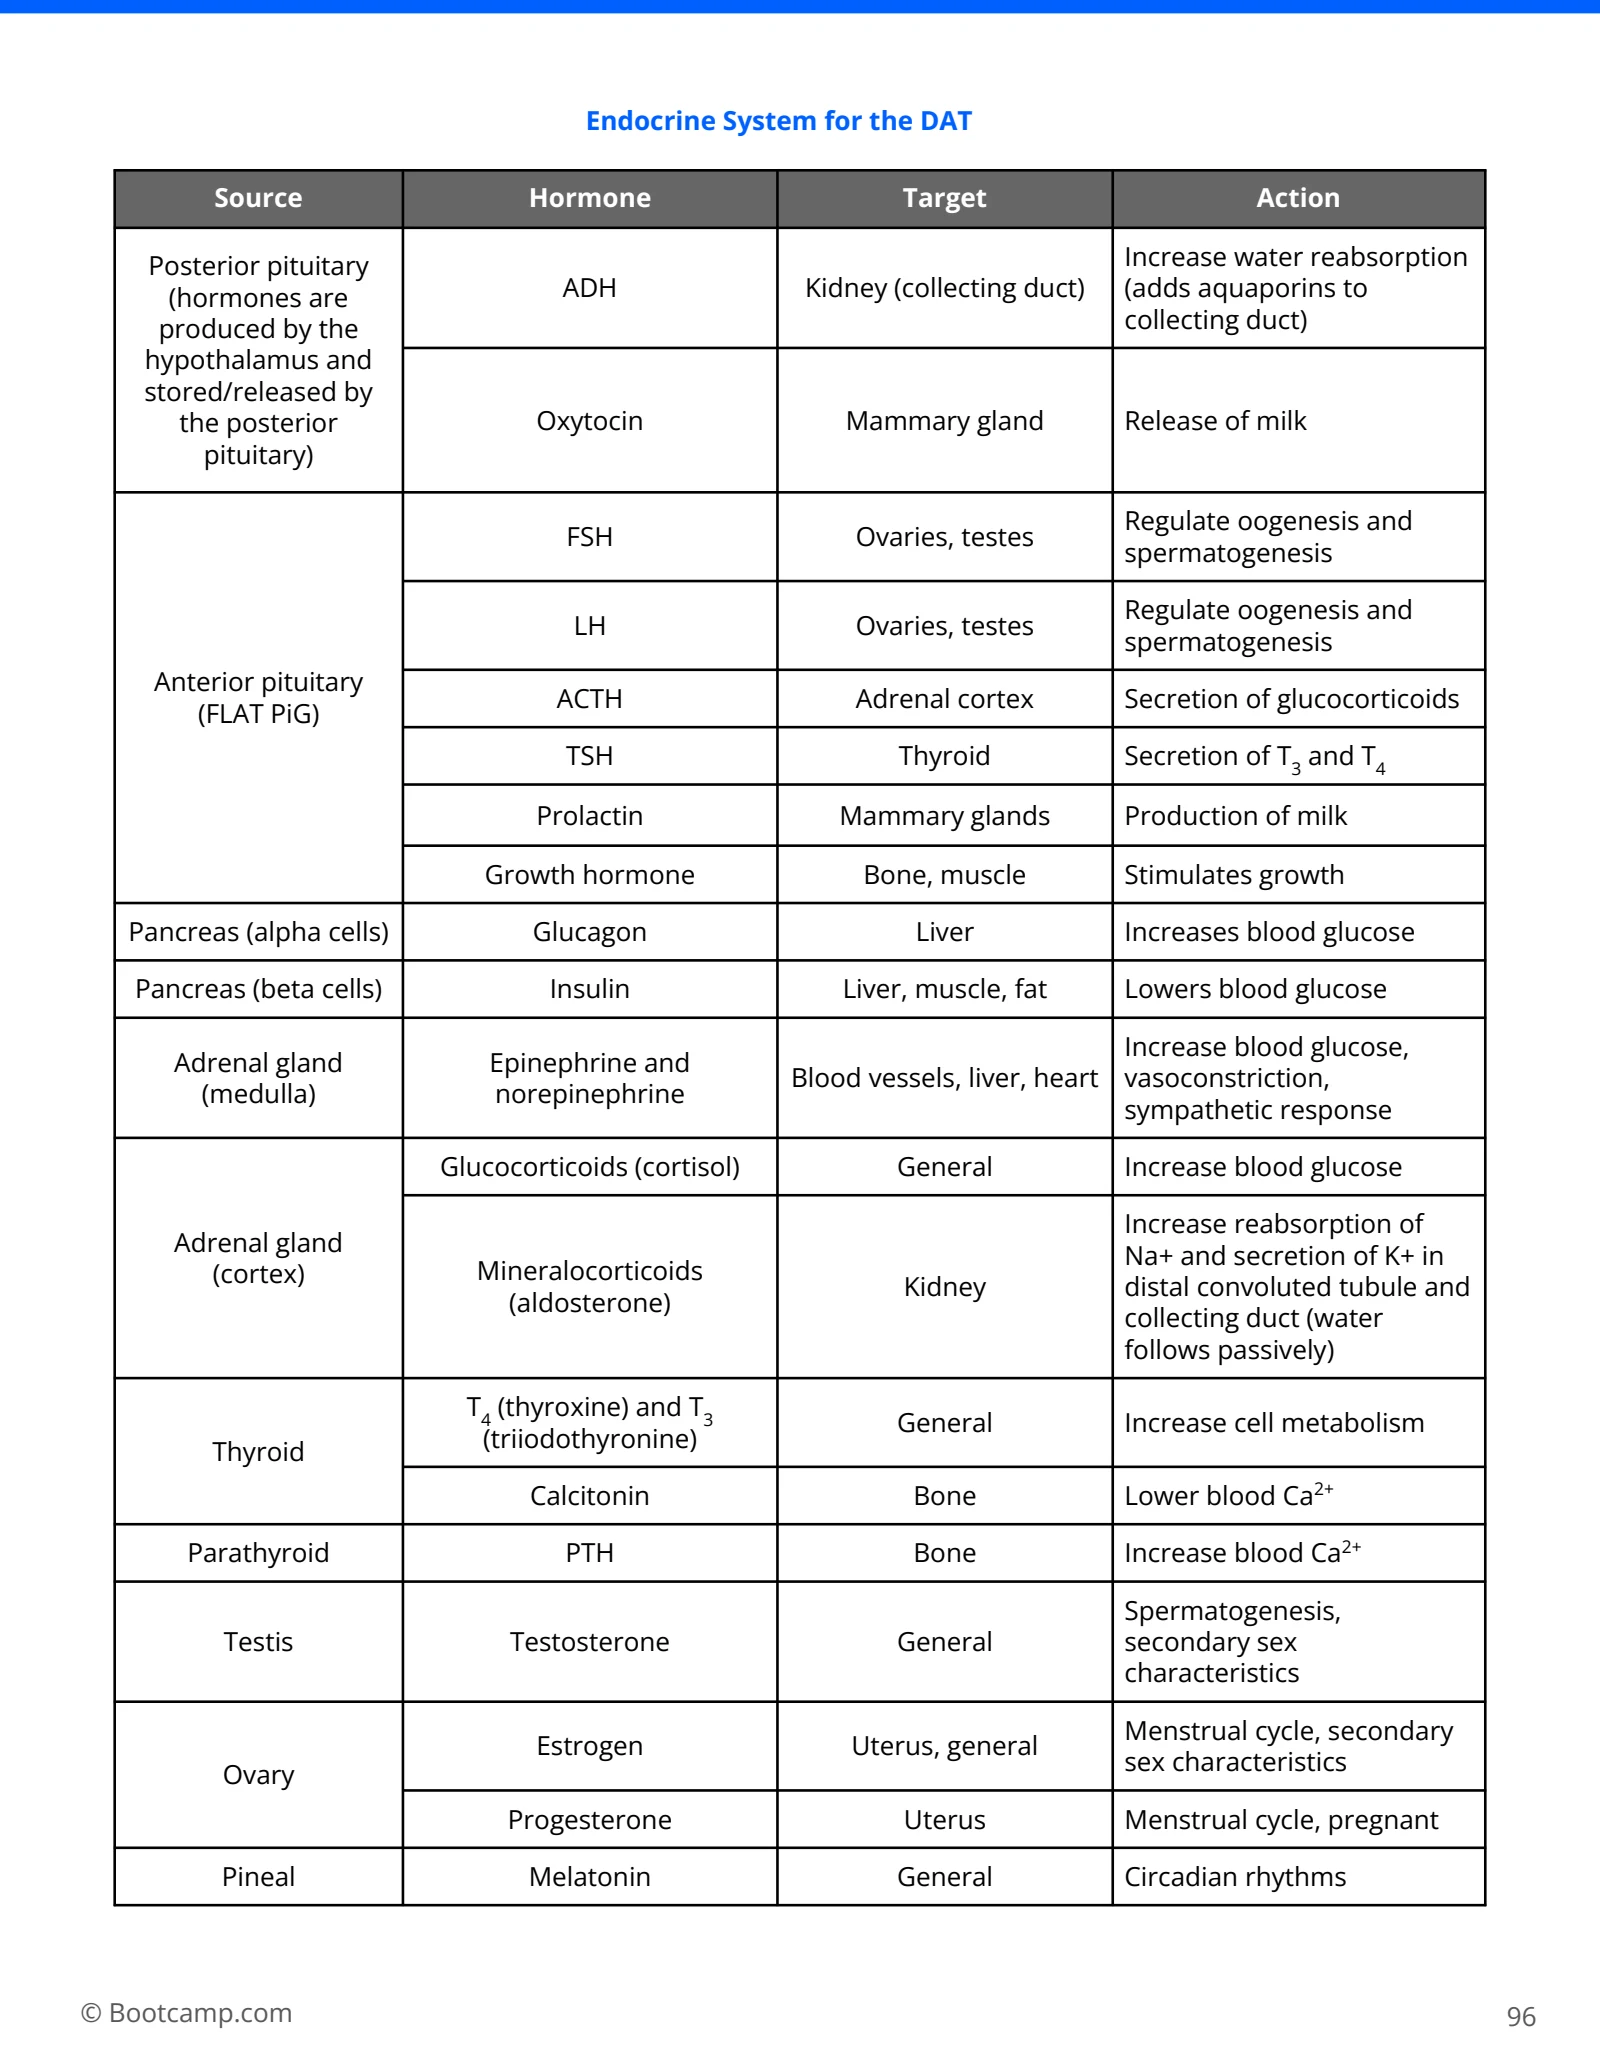 Endocrine System for the DAT
Source Hormone Target Action
Posterior pituitary
(hormones are
produced by the
hypothalamus and
stored/released by
the posterior
pituitary)
ADH
Kidney (collecting duct)
Increase water reabsorption
(adds aquaporins to
collecting duct)
Oxytocin
Mammary gland
Release of milk
Anterior pituitary
(FLAT PiG)
FSH
Ovaries, testes
Regulate oogenesis and
spermatogenesis
LH
Ovaries, testes
Regulate oogenesis and
spermatogenesis
ACTH
Adrenal cortex
Secretion of glucocorticoids
TSH
Thyroid
Secretion of T₃ and T₄
Prolactin
Mammary glands
Production of milk
Growth hormone
Bone, muscle
Stimulates growth
Pancreas (alpha cells)
Glucagon
Liver
Increases blood glucose
Pancreas (beta cells)
Insulin
Liver, muscle, fat
Lowers blood glucose
Adrenal gland
(medulla)
Epinephrine and
norepinephrine
Blood vessels, liver, heart
Increase blood glucose,
vasoconstriction,
sympathetic response
Adrenal gland
(cortex)
Glucocorticoids (cortisol)
General
Increase blood glucose
Mineralocorticoids
(aldosterone)
Kidney
Increase reabsorption of
Na+ and secretion of K+ in
distal convoluted tubule and
collecting duct (water
follows passively)
Thyroid
T₄ (thyroxine) and T₃
(triiodothyronine)
General
Increase cell metabolism
Calcitonin
Bone
Lower blood Ca²⁺
Parathyroid
PTH
Bone
Increase blood Ca²⁺
Testis
Testosterone
General
Spermatogenesis,
secondary sex
characteristics
Ovary
Estrogen
Uterus, general
Menstrual cycle, secondary
sex characteristics
Progesterone
Uterus
Menstrual cycle, pregnant
Pineal
Melatonin
General
Circadian rhythms
© Bootcamp.com
96